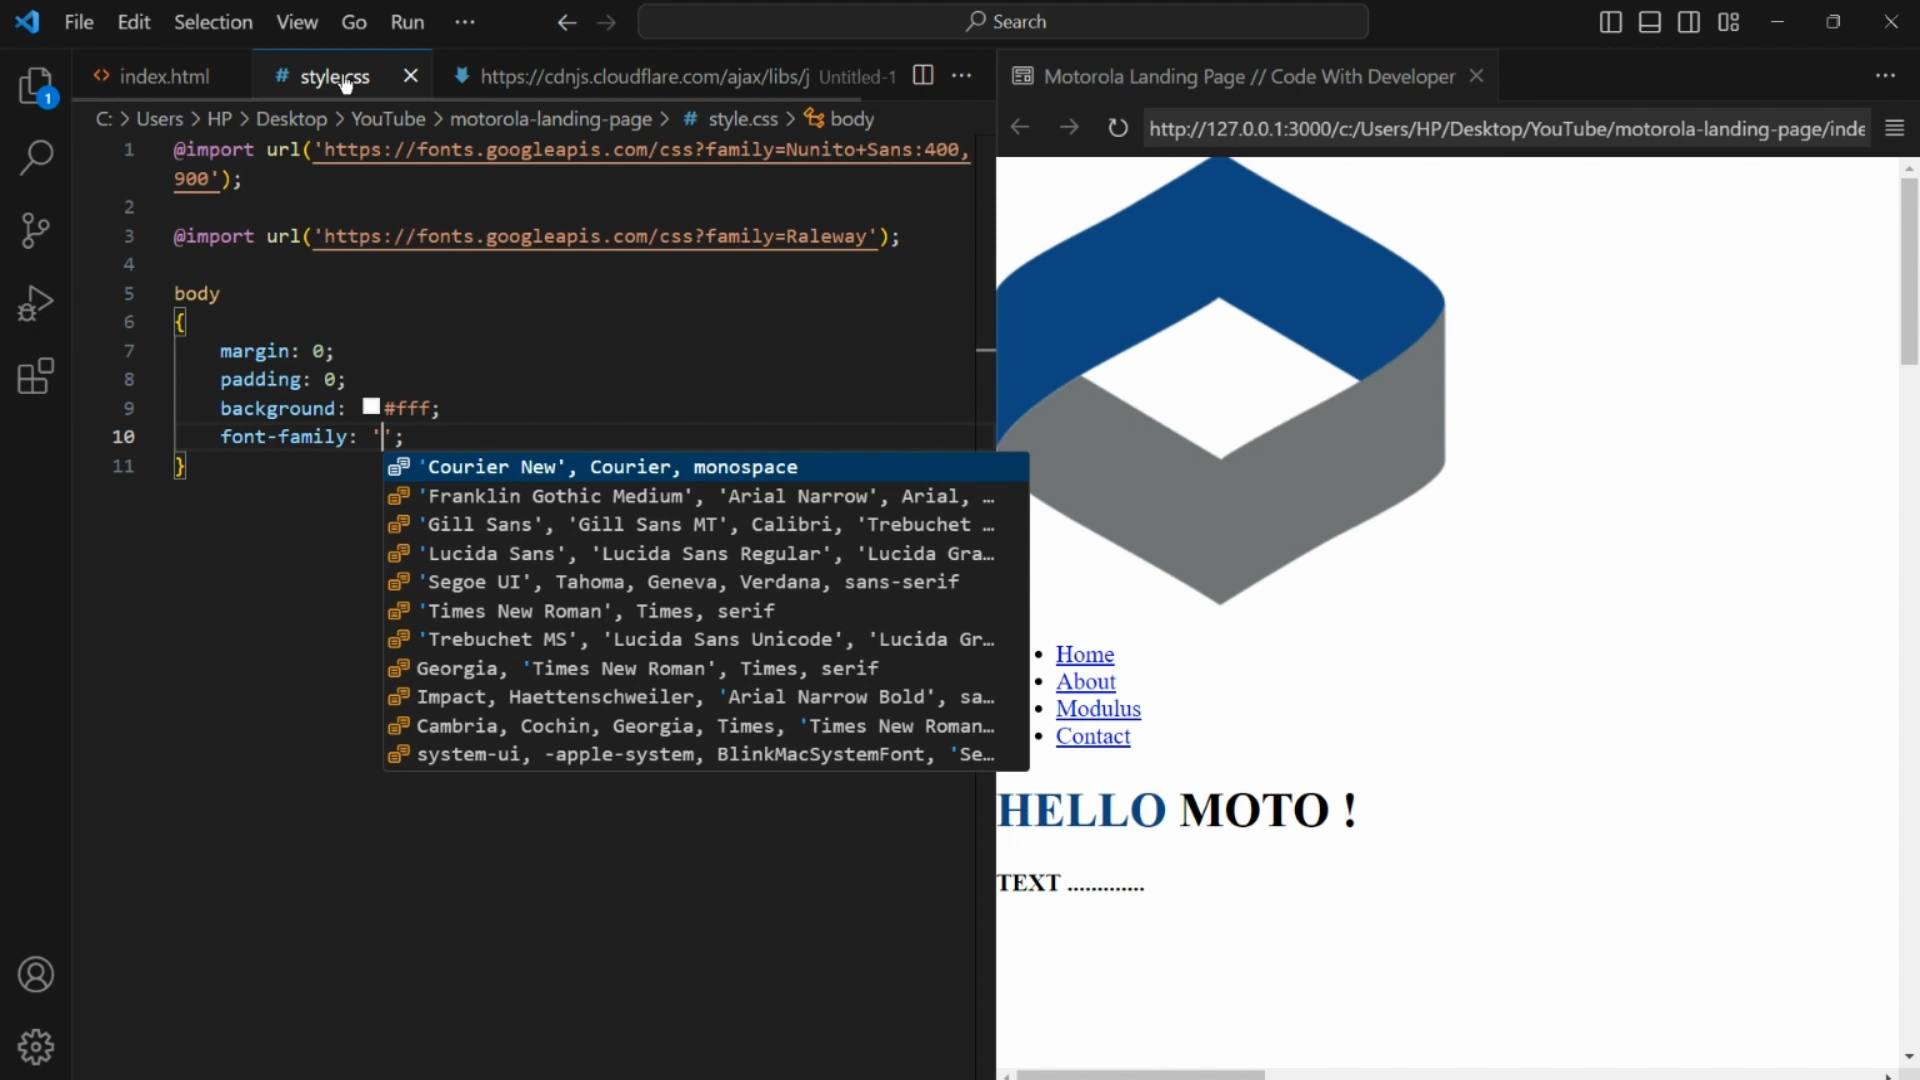 File Edit Selection View Go Run ···
Search
index.html
# style.css
https://cdnjs.cloudflare.com/ajax/libs/j Untitled-1
C: > Users > HP > Desktop > YouTube > motorola-landing-page > # style.css > body
1 @import url('https://fonts.googleapis.com/css?family=Nunito+Sans:400,
900');
2
3 @import url('https://fonts.googleapis.com/css?family=Raleway');
4
5 body
6 {
7 margin: 0;
8 padding: 0;
9 background: #fff;
10 font-family: '';
11 }
'Courier New', Courier, monospace
'Franklin Gothic Medium', 'Arial Narrow', Arial, …
'Gill Sans', 'Gill Sans MT', Calibri, 'Trebuchet …
'Lucida Sans', 'Lucida Sans Regular', 'Lucida Gra…
'Segoe UI', Tahoma, Geneva, Verdana, sans-serif
'Times New Roman', Times, serif
'Trebuchet MS', 'Lucida Sans Unicode', 'Lucida Gr…
Georgia, 'Times New Roman', Times, serif
Impact, Haettenschweiler, 'Arial Narrow Bold', sa…
Cambria, Cochin, Georgia, Times, 'Times New Roman…
system-ui, -apple-system, BlinkMacSystemFont, 'Se…
1
Motorola Landing Page // Code With Developer
http://127.0.0.1:3000/c:/Users/HP/Desktop/YouTube/motorola-landing-page/inde
• Home
• About
• Modulus
• Contact
HELLO MOTO !
TEXT .............